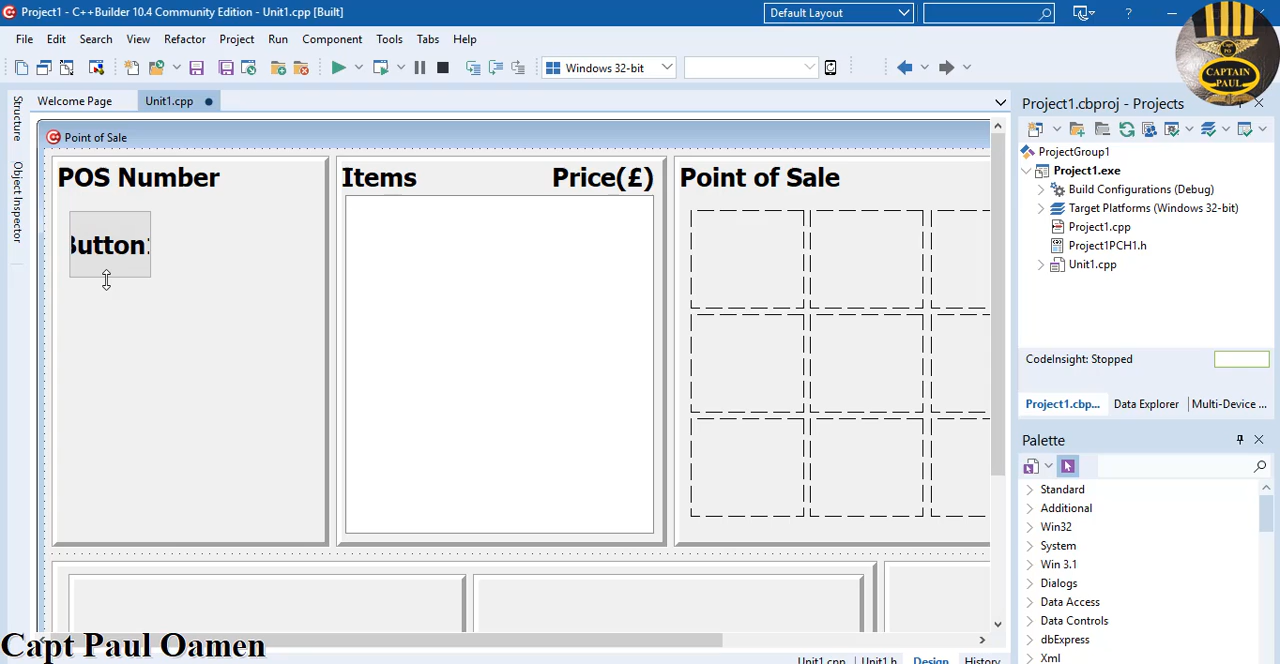 Project1 - C++Builder 10.4 Community Edition - Unit1.cpp [Built]
Default Layout
File Edit Search View Refactor Project Run Component Tools Tabs Help
Windows 32-bit
CAPTAIN
PAUL
Structure
Object Inspector
Welcome Page
Unit1.cpp
Point of Sale
POS Number
Items
Price(£)
Point of Sale
Project1.cbproj - Projects
ProjectGroup1
Project1.exe
Build Configurations (Debug)
Target Platforms (Windows 32-bit)
Project1.cpp
Project1PCH1.h
Unit1.cpp
CodeInsight: Stopped
Project1.cbp... Data Explorer Multi-Device ...
Palette
Standard
Additional
Win32
System
Win 3.1
Dialogs
Data Access
Data Controls
dbExpress
Xml
Capt Paul Oamen
Unit1.cpp Unit1.h Design History